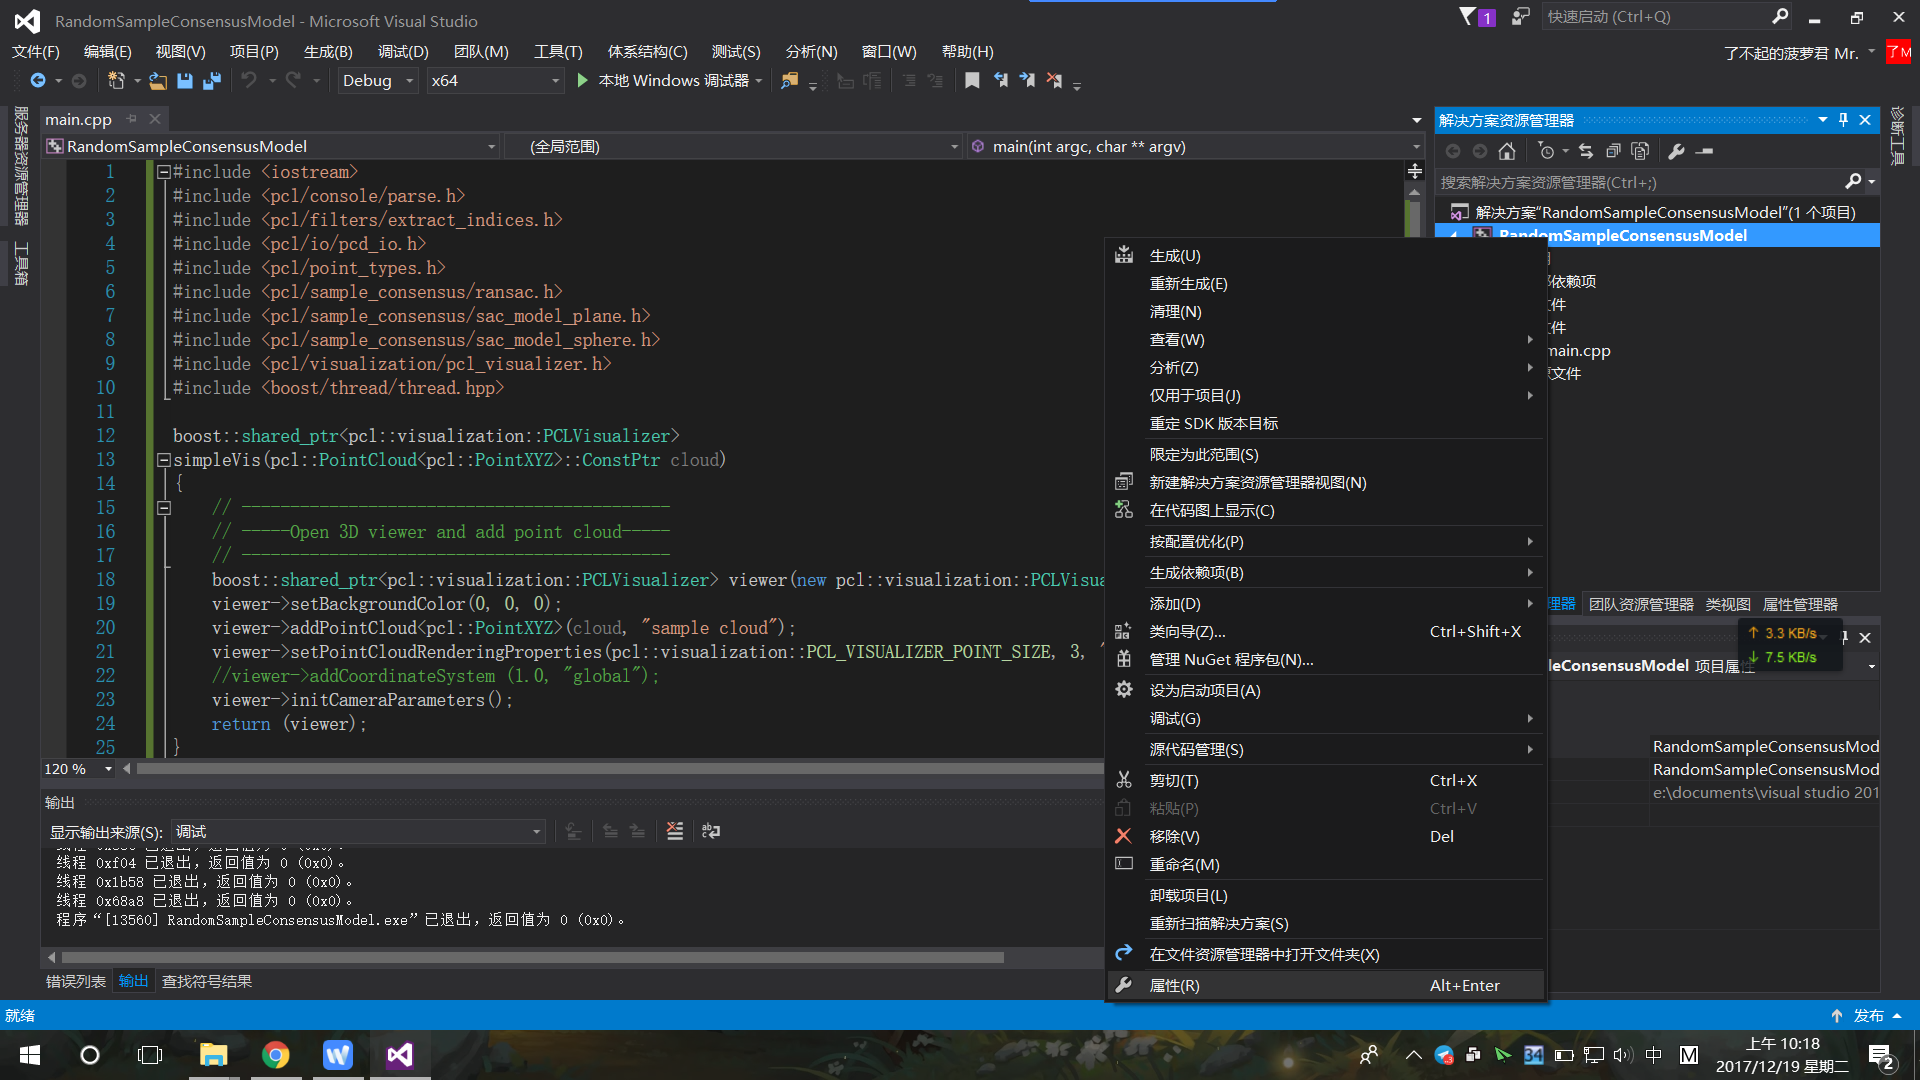 RandomSampleConsensusModel - Microsoft Visual Studio
1
快速启动 (Ctrl+Q)
文件(F) 编辑(E) 视图(V) 项目(P) 生成(B) 调试(D) 团队(M) 工具(T) 体系结构(C) 测试(S) 分析(N) 窗口(W) 帮助(H)
了不起的菠萝君 Mr.
了M
Debug x64 本地 Windows 调试器
服务器资源管理器
工具箱
main.cpp
RandomSampleConsensusModel (全局范围) main(int argc, char ** argv)
1 #include <iostream>
2 #include <pcl/console/parse.h>
3 #include <pcl/filters/extract_indices.h>
4 #include <pcl/io/pcd_io.h>
5 #include <pcl/point_types.h>
6 #include <pcl/sample_consensus/ransac.h>
7 #include <pcl/sample_consensus/sac_model_plane.h>
8 #include <pcl/sample_consensus/sac_model_sphere.h>
9 #include <pcl/visualization/pcl_visualizer.h>
10 #include <boost/thread/thread.hpp>
11
12 boost::shared_ptr<pcl::visualization::PCLVisualizer>
13 simpleVis(pcl::PointCloud<pcl::PointXYZ>::ConstPtr cloud)
14 {
15 // --------------------------------------------
16 // -----Open 3D viewer and add point cloud-----
17 // --------------------------------------------
18 boost::shared_ptr<pcl::visualization::PCLVisualizer> viewer(new pcl::visualization::PCLVisua
19 viewer->setBackgroundColor(0, 0, 0);
20 viewer->addPointCloud<pcl::PointXYZ>(cloud, "sample cloud");
21 viewer->setPointCloudRenderingProperties(pcl::visualization::PCL_VISUALIZER_POINT_SIZE, 3, "
22 //viewer->addCoordinateSystem (1.0, "global");
23 viewer->initCameraParameters();
24 return (viewer);
25 }
120 %
输出
显示输出来源(S): 调试
线程 0xf04 已退出，返回值为 0 (0x0)。
线程 0x1b58 已退出，返回值为 0 (0x0)。
线程 0x68a8 已退出，返回值为 0 (0x0)。
程序“[13560] RandomSampleConsensusModel.exe”已退出，返回值为 0 (0x0)。
错误列表 输出 查找符号结果
生成(U)
重新生成(E)
清理(N)
查看(W)
分析(Z)
仅用于项目(J)
重定 SDK 版本目标
限定为此范围(S)
新建解决方案资源管理器视图(N)
在代码图上显示(C)
按配置优化(P)
生成依赖项(B)
添加(D)
类向导(Z)... Ctrl+Shift+X
管理 NuGet 程序包(N)...
设为启动项目(A)
调试(G)
源代码管理(S)
剪切(T) Ctrl+X
粘贴(P) Ctrl+V
移除(V) Del
重命名(M)
卸载项目(L)
重新扫描解决方案(S)
在文件资源管理器中打开文件夹(X)
属性(R) Alt+Enter
解决方案资源管理器
搜索解决方案资源管理器(Ctrl+;)
解决方案“RandomSampleConsensusModel”(1 个项目)
RandomSampleConsensusModel
依赖项
件
件
main.cpp
文件
理器 团队资源管理器 类视图 属性管理器
↑ 3.3 KB/s
↓ 7.5 KB/s
leConsensusModel 项目属性
RandomSampleConsensusMod
RandomSampleConsensusMod
e:\documents\visual studio 201
诊断工具
就绪
发布
34
中
M
上午 10:18
2017/12/19 星期二
2